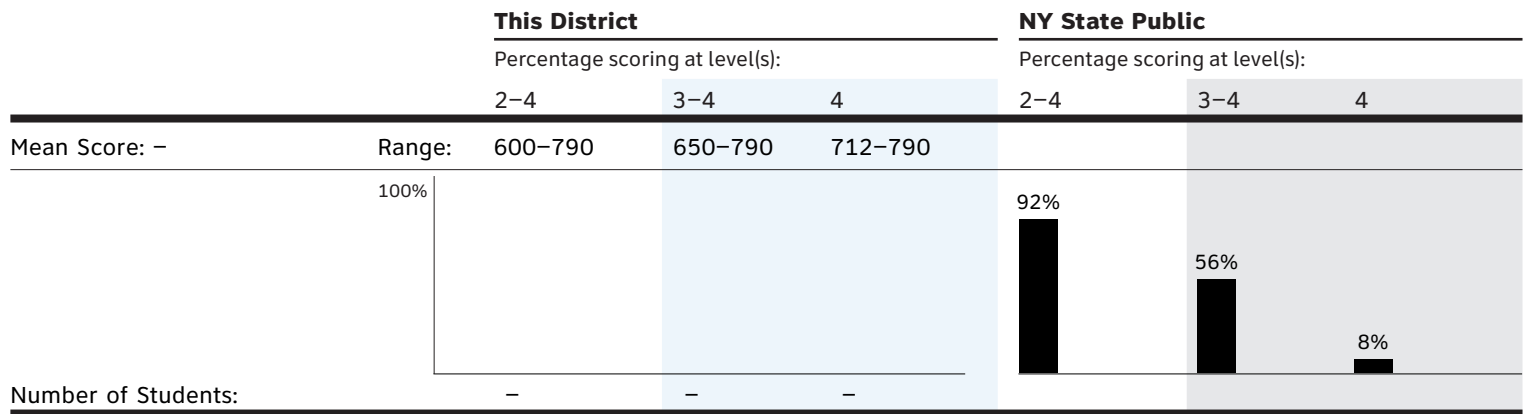 This District NY State Public
Percentage scoring at level(s): Percentage scoring at level(s):
2–4 3–4 4 2–4 3–4 4
Mean Score: – Range: 600–790 650–790 712–790
100%
92%
56%
8%
Number of Students: – – –